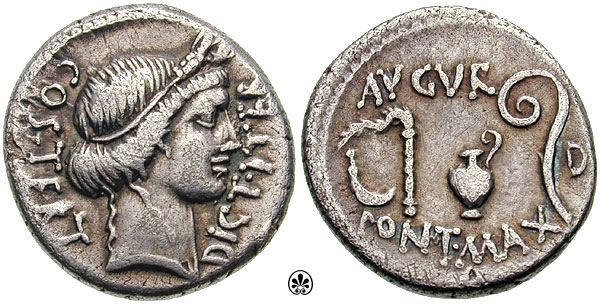 COS·TERT
DICT·ITER
AVGVR
D
PONT·MAX